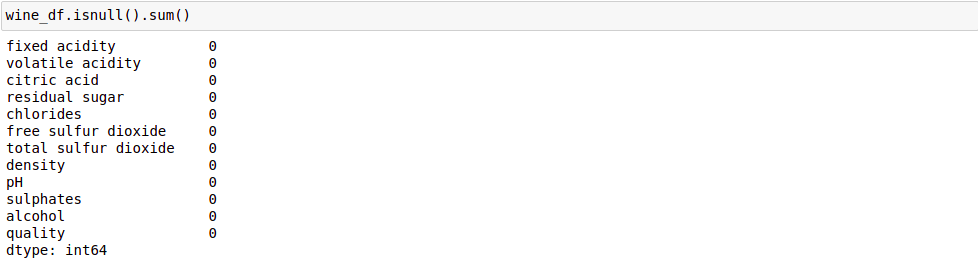 wine_df.isnull().sum()
fixed acidity           0
volatile acidity        0
citric acid             0
residual sugar          0
chlorides               0
free sulfur dioxide     0
total sulfur dioxide    0
density                 0
pH                      0
sulphates               0
alcohol                 0
quality                 0
dtype: int64